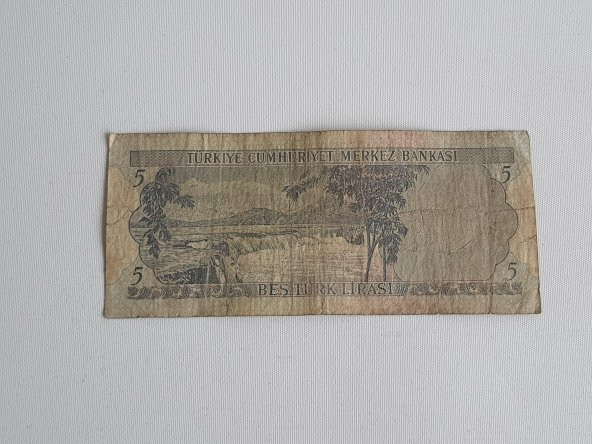 TÜRKİYE CUMHURİYET MERKEZ BANKASI
5 5
5 5
BEŞ TÜRK LİRASI